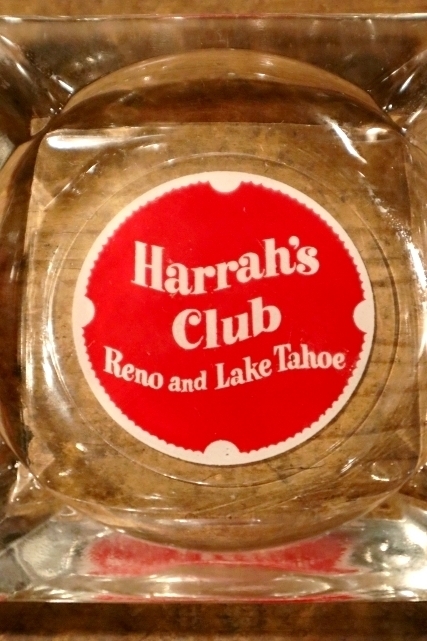 Harrah's
Club
Reno and Lake Tahoe